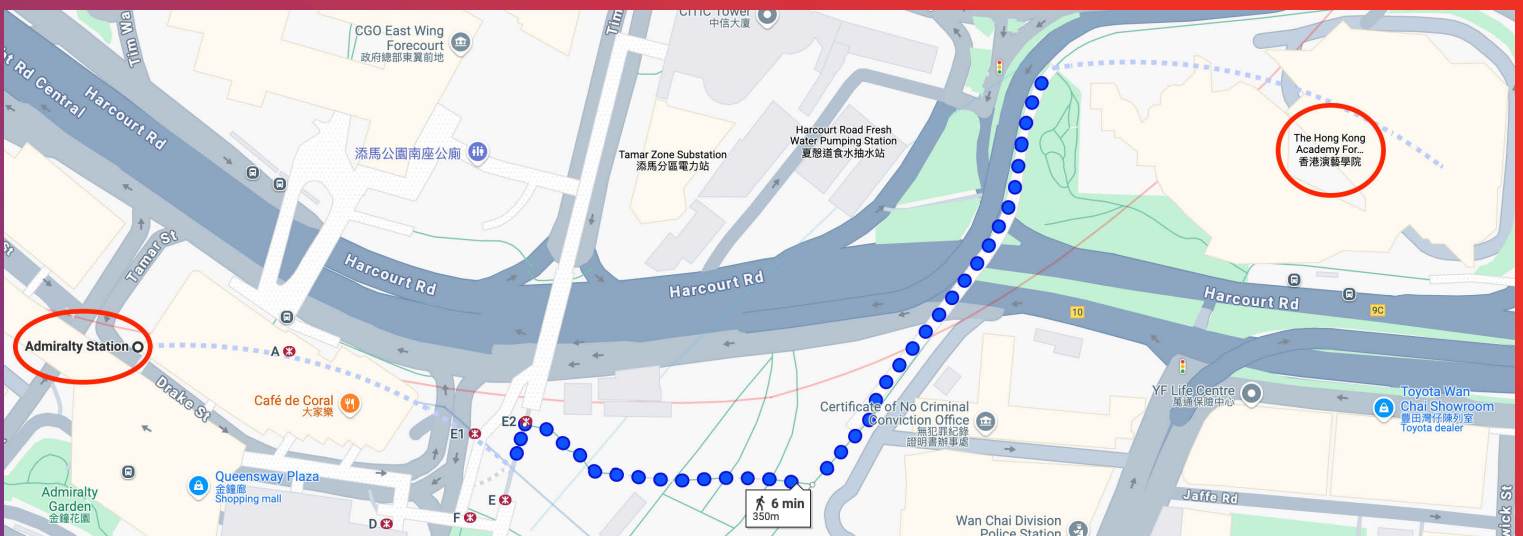 CITIC Tower
中信大廈
CGO East Wing
Forecourt
政府總部東翼前地
Harcourt Rd
Tamar St
添馬公園南座公廁
Tamar Zone Substation
添馬分區電力站
Harcourt Road Fresh
Water Pumping Station
夏慤道食水抽水站
The Hong Kong
Academy For...
香港演藝學院
Harcourt Rd
Harcourt Rd
Harcourt Rd
10
9C
Admiralty Station
A
Drake St
Café de Coral
大家樂
E1
E2
E
F
D
Queensway Plaza
金鐘廊
Shopping mall
Admiralty
Garden
金鐘花園
6 min
350m
Certificate of No Criminal
Conviction Office
無犯罪紀錄
證明書辦事處
YF Life Centre
萬通保險中心
Toyota Wan
Chai Showroom
豐田灣仔陳列室
Toyota dealer
Jaffe Rd
Wan Chai Division
Police Station